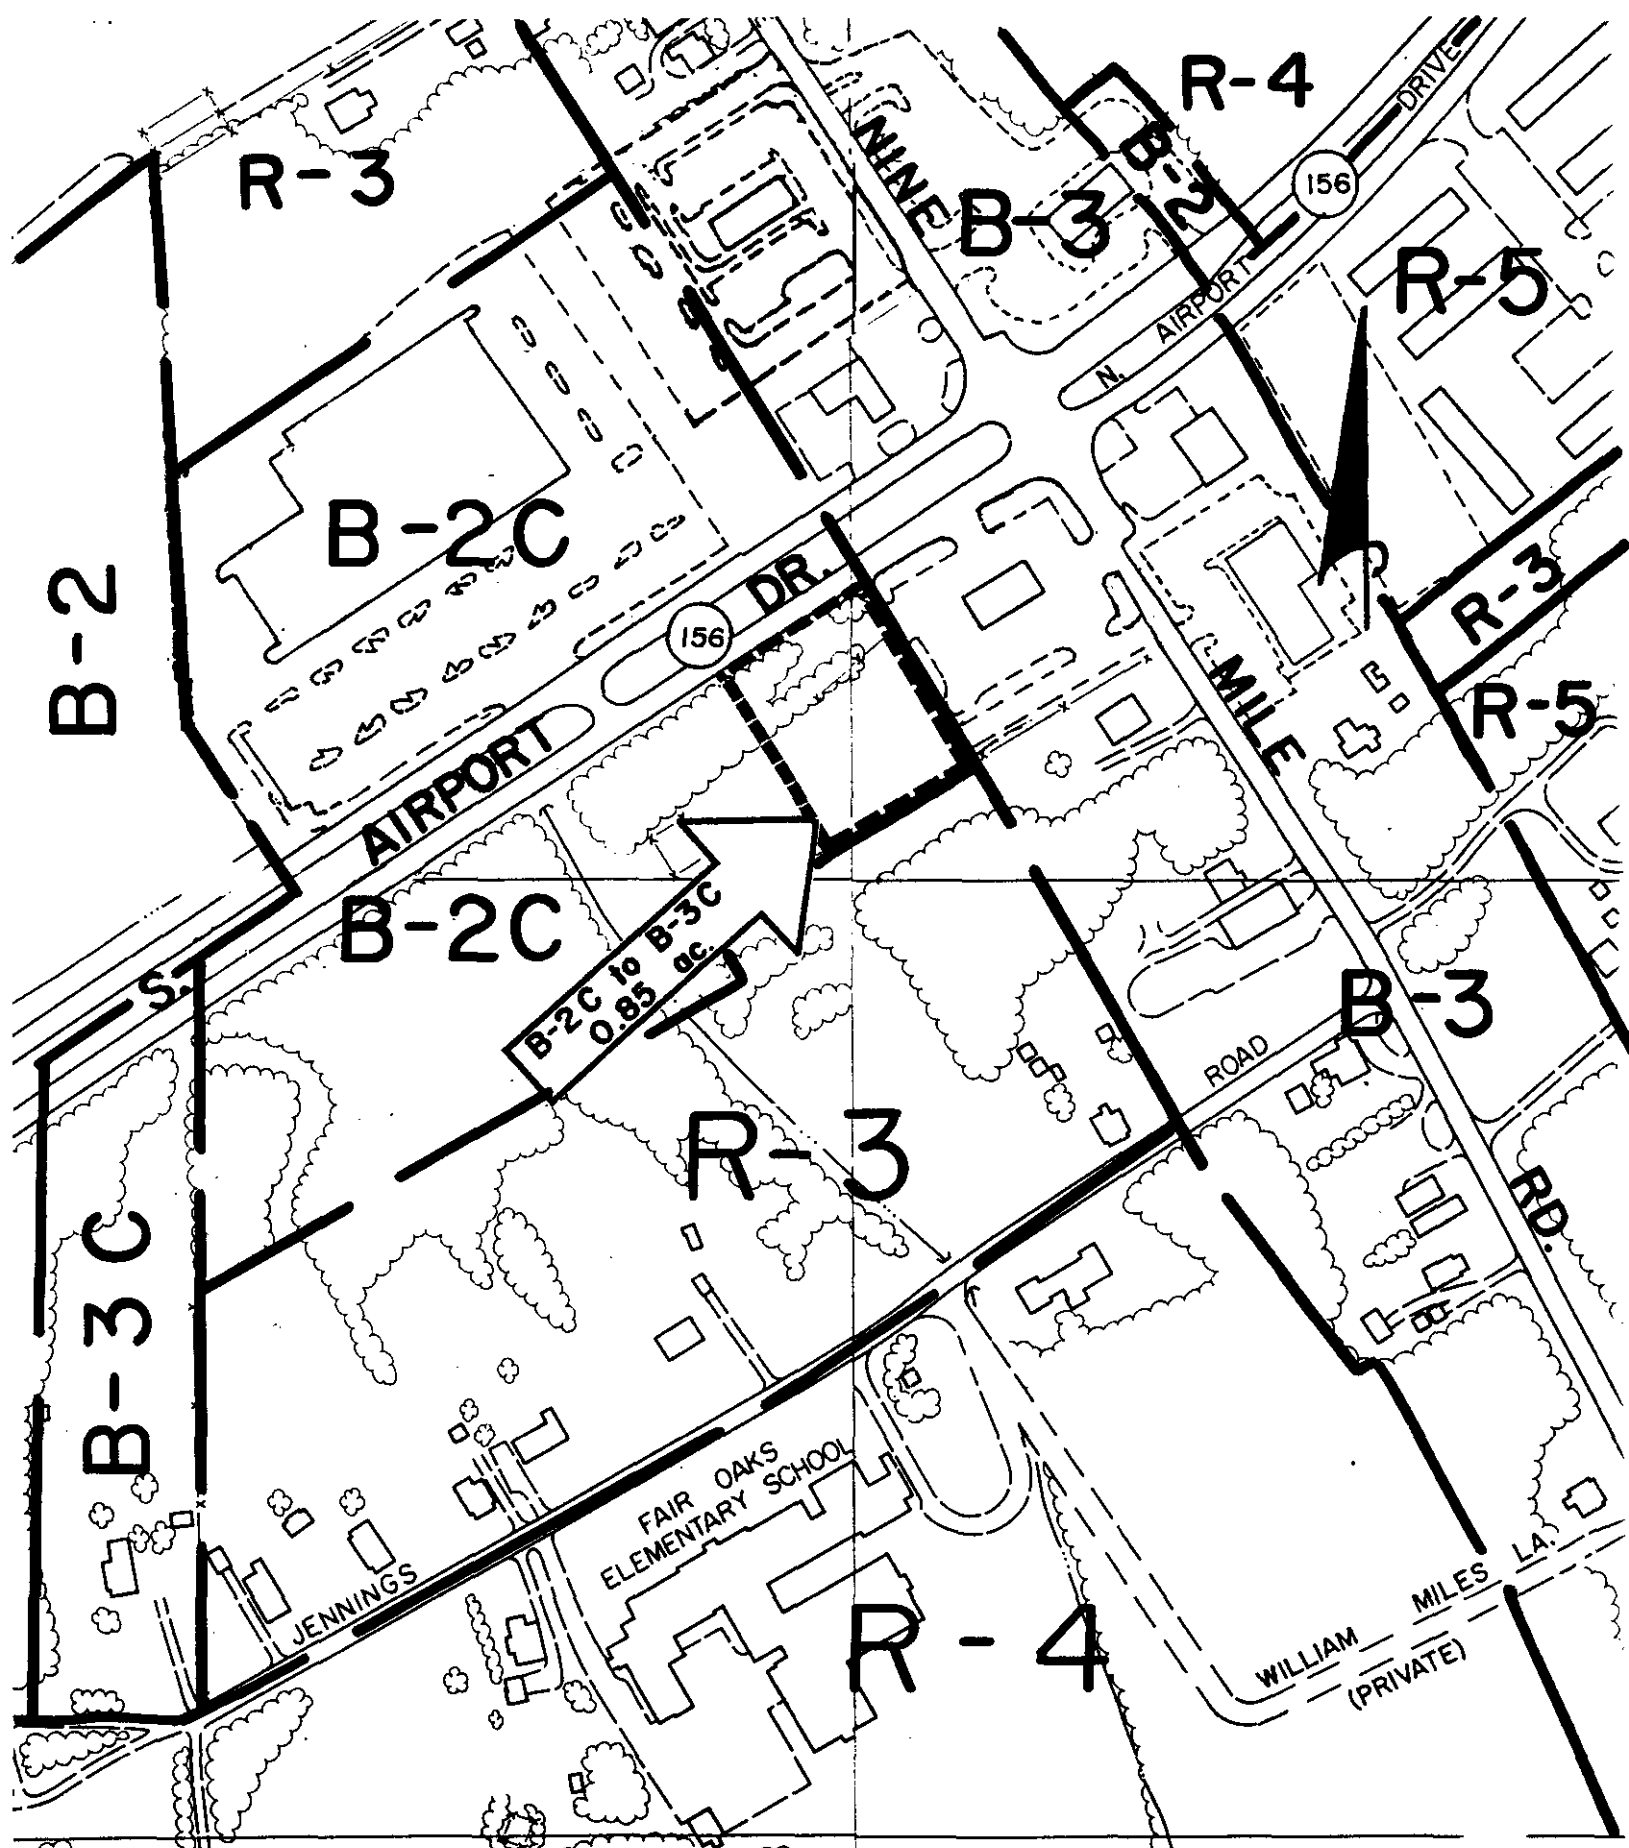 R-4
DRIVE
R-3
NINE
B-2
156
B-3
R-5
AIRPORT
N.
B-2C
R-3
B-2
DR.
156
MILE
R-5
AIRPORT
B-2C
B-2C to B-3C
0.85 ac.
S.
B-3
ROAD
R-3
RD.
B-3C
FAIR OAKS
ELEMENTARY SCHOOL
JENNINGS
R-4
WILLIAM MILES LA.
(PRIVATE)